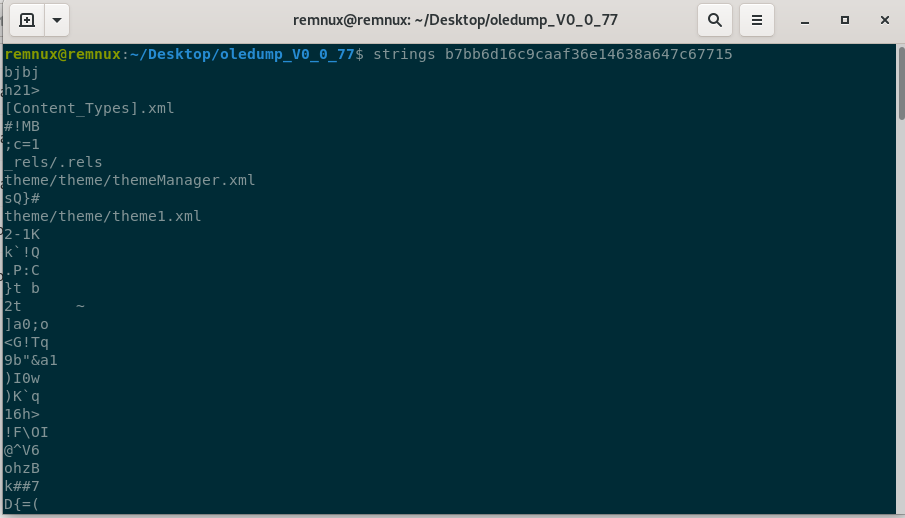 remnux@remnux: ~/Desktop/oledump_V0_0_77
remnux@remnux:~/Desktop/oledump_V0_0_77$ strings b7bb6d16c9caaf36e14638a647c67715
bjbj
h21>
[Content_Types].xml
#!MB
;c=1
_rels/.rels
theme/theme/themeManager.xml
sQ}#
theme/theme/theme1.xml
2-1K
k`!Q
.P:C
}t b
2t      ~
]a0;o
<G!Tq
9b"&a1
)I0w
)K`q
16h>
!F\OI
@^V6
ohzB
k##7
D{=(